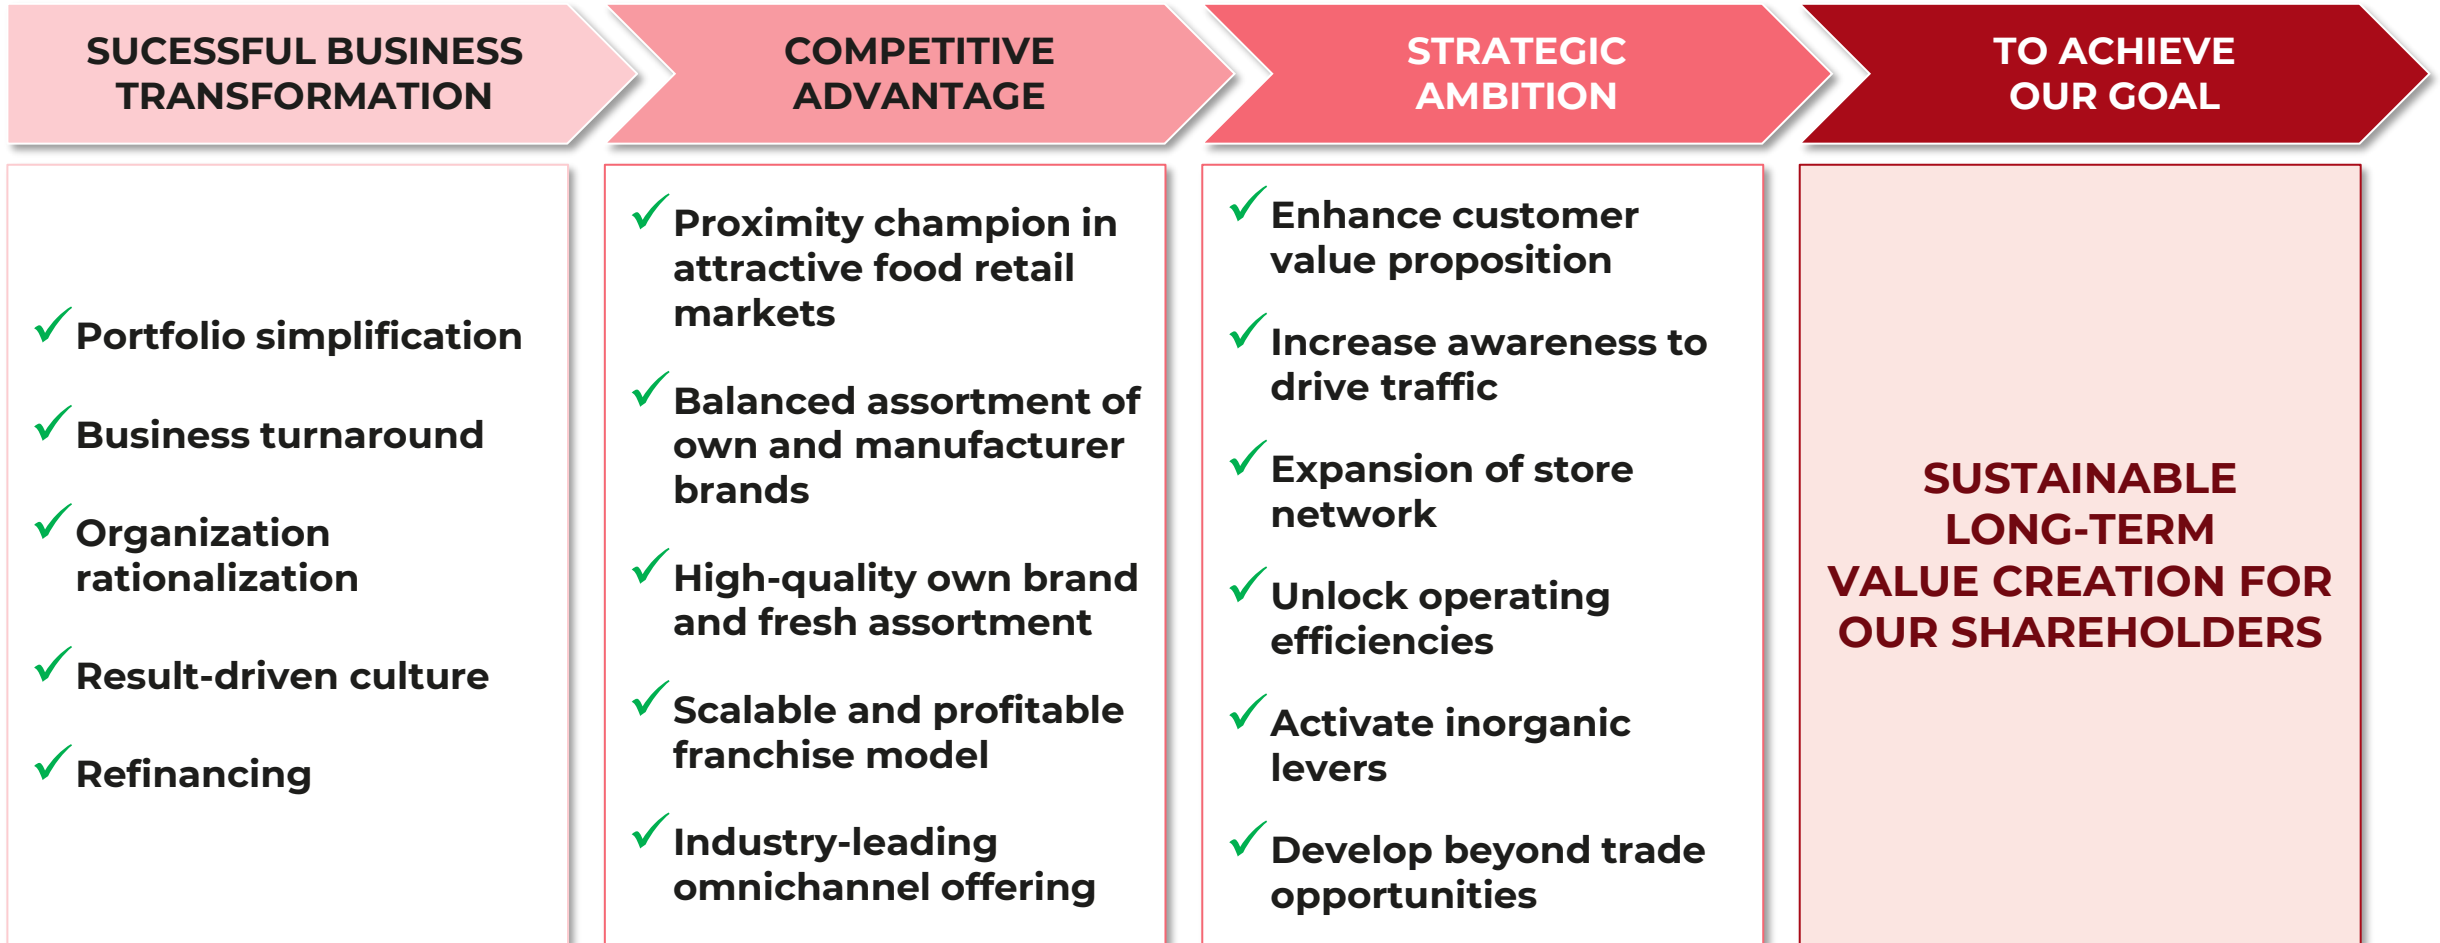 SUCESSFUL BUSINESS
TRANSFORMATION
Portfolio simplification
Business turnaround
Organization
rationalization
Result-driven culture
Refinancing
COMPETITIVE
ADVANTAGE
Proximity champion in
attractive food retail
markets
Balanced assortment of
own and manufacturer
brands
High-quality own brand
and fresh assortment
Scalable and profitable
franchise model
Industry-leading
omnichannel offering
STRATEGIC
AMBITION
Enhance customer
value proposition
Increase awareness to
drive traffic
Expansion of store
network
Unlock operating
efficiencies
Activate inorganic
levers
Develop beyond trade
opportunities
TO ACHIEVE
OUR GOAL
SUSTAINABLE
LONG-TERM
VALUE CREATION FOR
OUR SHAREHOLDERS